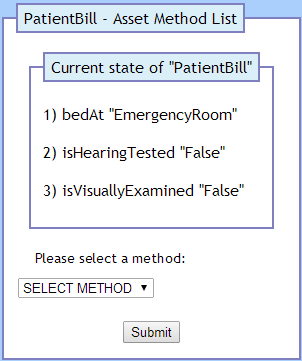 PatientBill - Asset Method List
Current state of "PatientBill"
1) bedAt "EmergencyRoom"
2) isHearingTested "False"
3) isVisuallyExamined "False"
Please select a method:
SELECT METHOD
Submit